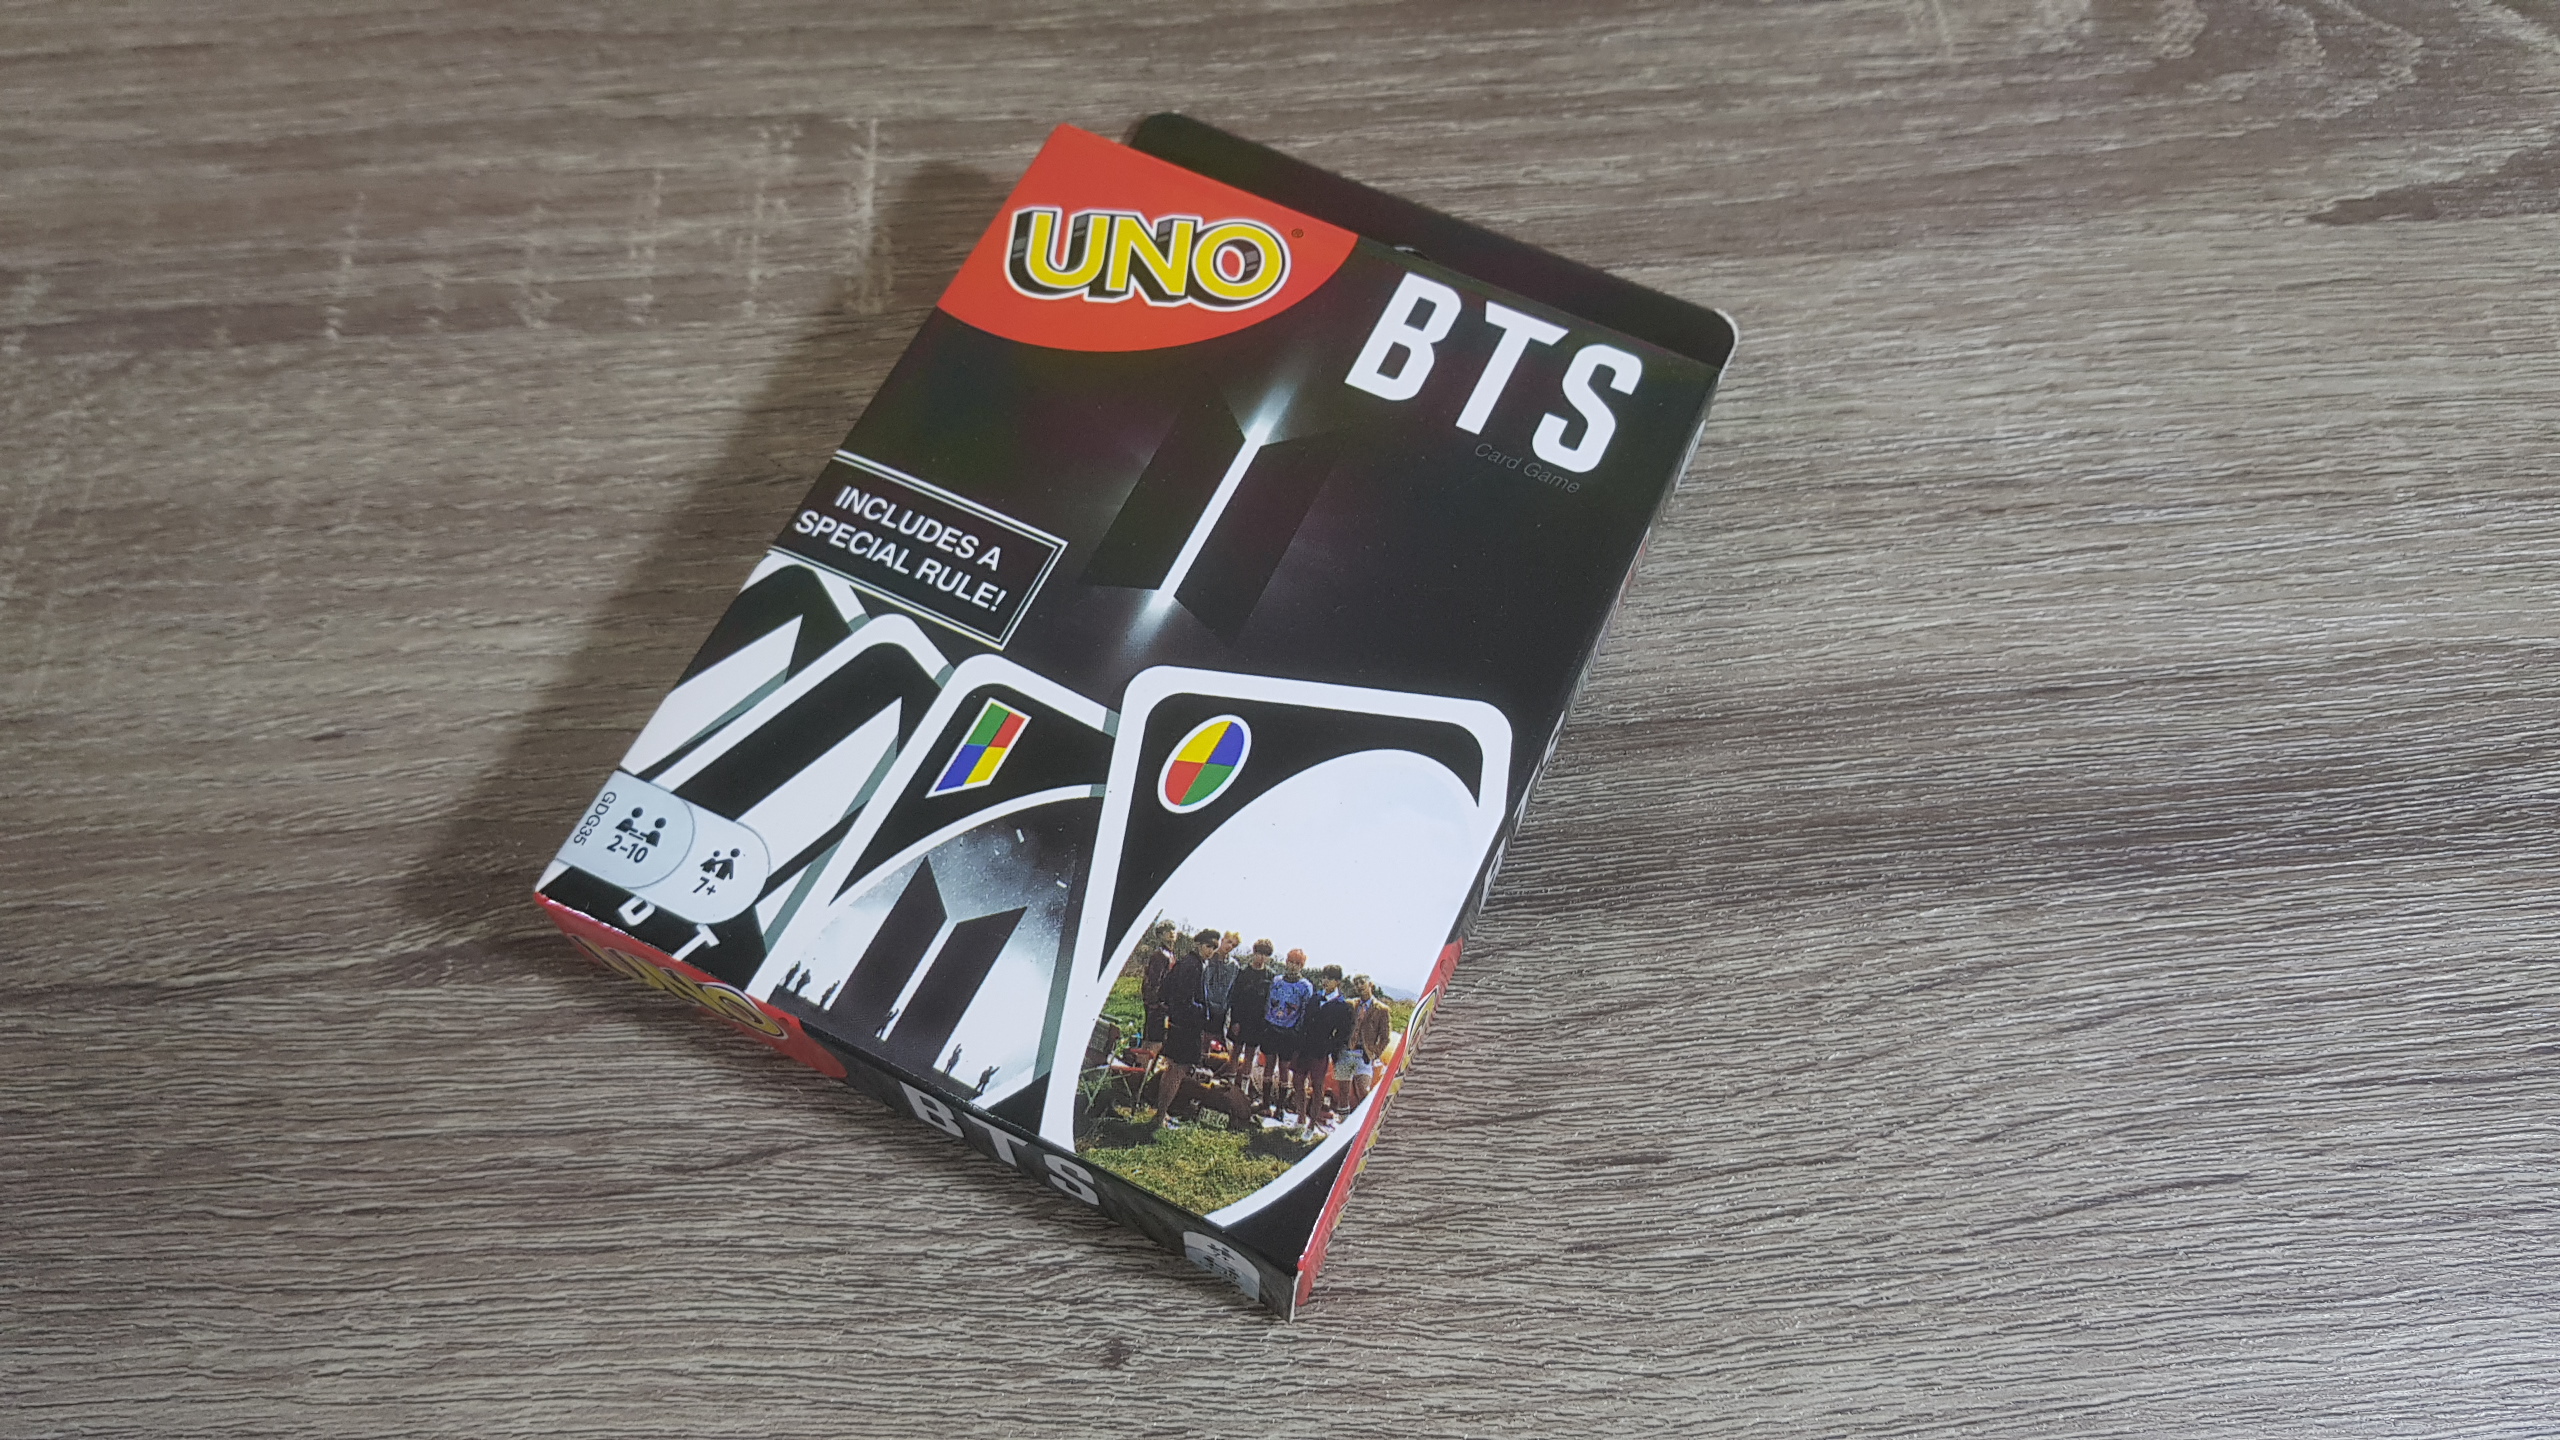 UNO®
BTS
Card Game
INCLUDES A
SPECIAL RULE!
GDG35
2-10
7+
UNO
BTS